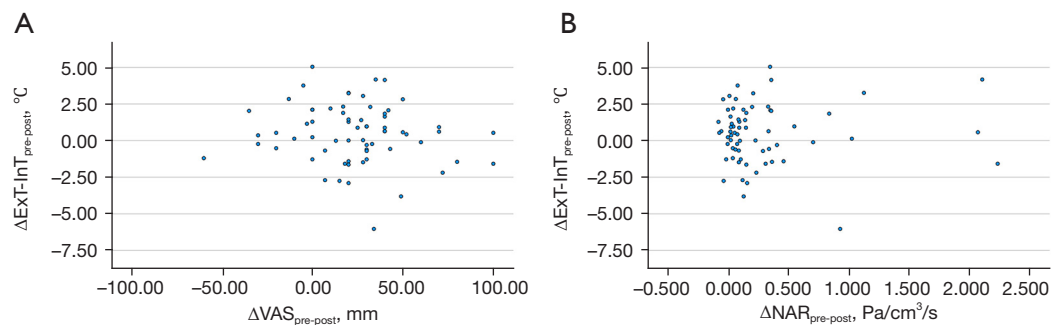 A
ΔExT-InTpre-post, °C
5.00
2.50
0.00
−2.50
−5.00
−7.50
−100.00 −50.00 0.00 50.00 100.00
ΔVASpre-post, mm
B
ΔExT-InTpre-post, °C
5.00
2.50
0.00
−2.50
−5.00
−7.50
−0.500 0.000 0.500 1.000 1.500 2.000 2.500
ΔNARpre-post, Pa/cm³/s